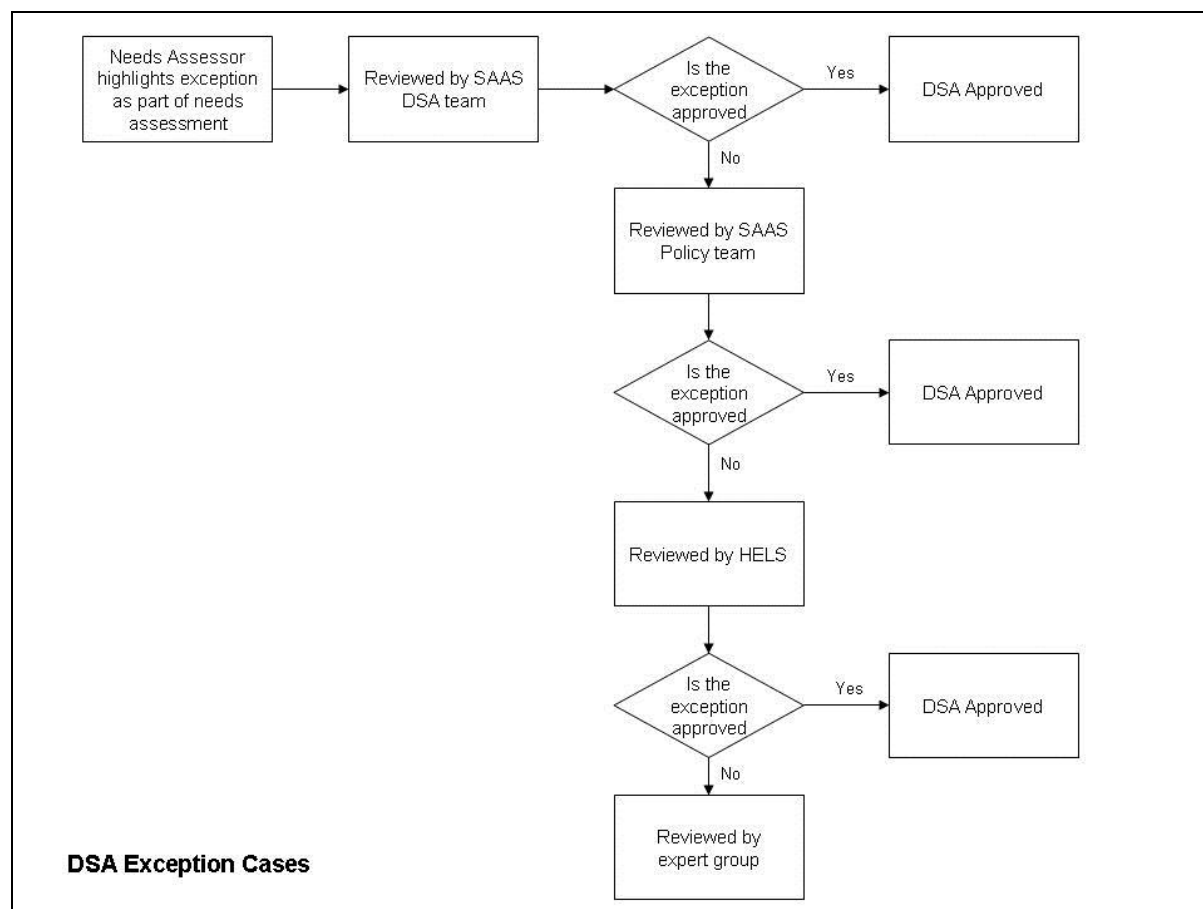 Needs Assessor
highlights exception
as part of needs
assessment
Reviewed by SAAS
DSA team
Is the
exception
approved
Yes
DSA Approved
No
Reviewed by SAAS
Policy team
Is the
exception
approved
Yes
DSA Approved
No
Reviewed by HELS
Is the
exception
approved
Yes
DSA Approved
No
Reviewed by
expert group
DSA Exception Cases